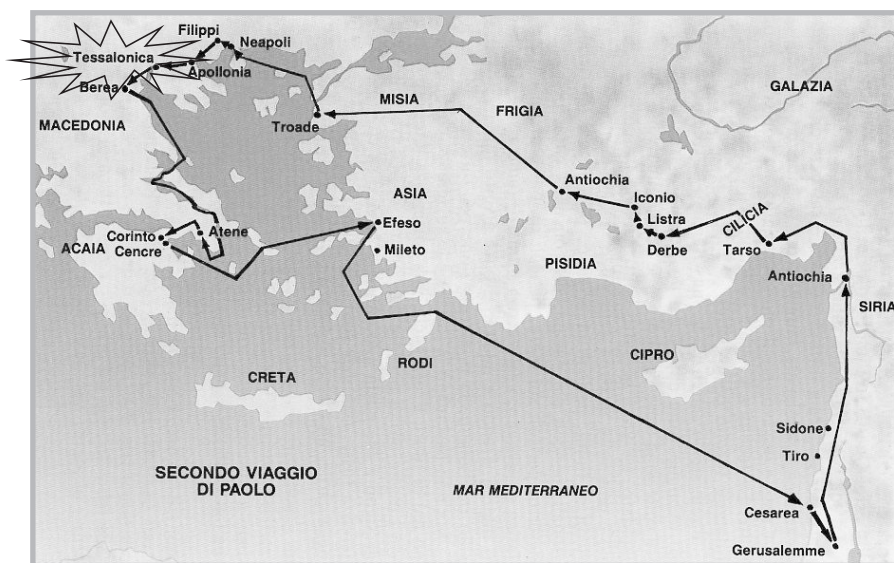 Filippi
Neapoli
Tessalonica
Apollonia
Berea
GALAZIA
MISIA
FRIGIA
MACEDONIA
Troade
Antiochia
Iconio
ASIA
Listra
CILICIA
Efeso
Atene
Corinto
ACAIA
Cencre
Derbe
Tarso
Mileto
PISIDIA
Antiochia
SIRIA
RODI
CIPRO
CRETA
Sidone
Tiro
SECONDO VIAGGIO
DI PAOLO
MAR MEDITERRANEO
Cesarea
Gerusalemme